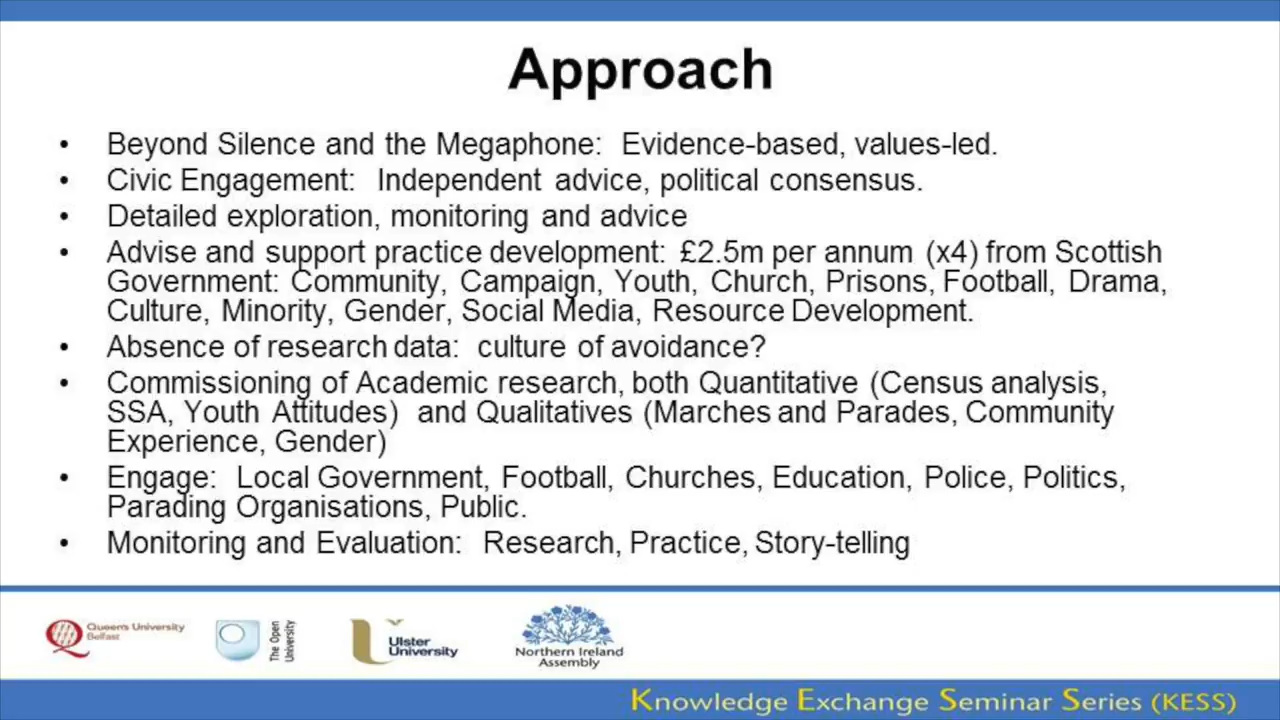 Approach
• Beyond Silence and the Megaphone: Evidence-based, values-led.
• Civic Engagement: Independent advice, political consensus.
• Detailed exploration, monitoring and advice
• Advise and support practice development: £2.5m per annum (x4) from Scottish
Government: Community, Campaign, Youth, Church, Prisons, Football, Drama,
Culture, Minority, Gender, Social Media, Resource Development.
• Absence of research data: culture of avoidance?
• Commissioning of Academic research, both Quantitative (Census analysis,
SSA, Youth Attitudes) and Qualitatives (Marches and Parades, Community
Experience, Gender)
• Engage: Local Government, Football, Churches, Education, Police, Politics,
Parading Organisations, Public.
• Monitoring and Evaluation: Research, Practice, Story-telling
Queen's University
Belfast
The Open
University
Ulster
University
Northern Ireland
Assembly
Knowledge Exchange Seminar Series (KESS)